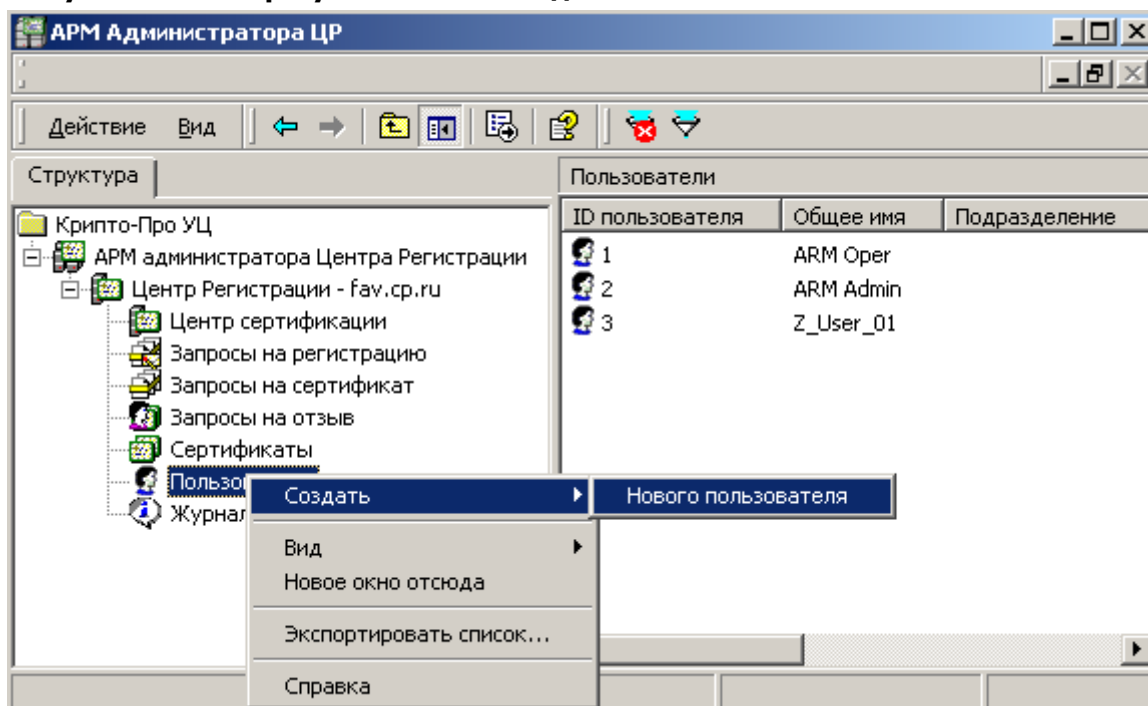 АРМ Администратора ЦР
Действие Вид
Структура
Пользователи
Крипто-Про УЦ
АРМ администратора Центра Регистрации
Центр Регистрации - fav.cp.ru
Центр сертификации
Запросы на регистрацию
Запросы на сертификат
Запросы на отзыв
Сертификаты
Журнал
ID пользователя Общее имя Подразделение
1 ARM Oper
2 ARM Admin
3 Z_User_01
Создать
Нового пользователя
Вид
Новое окно отсюда
Экспортировать список...
Справка